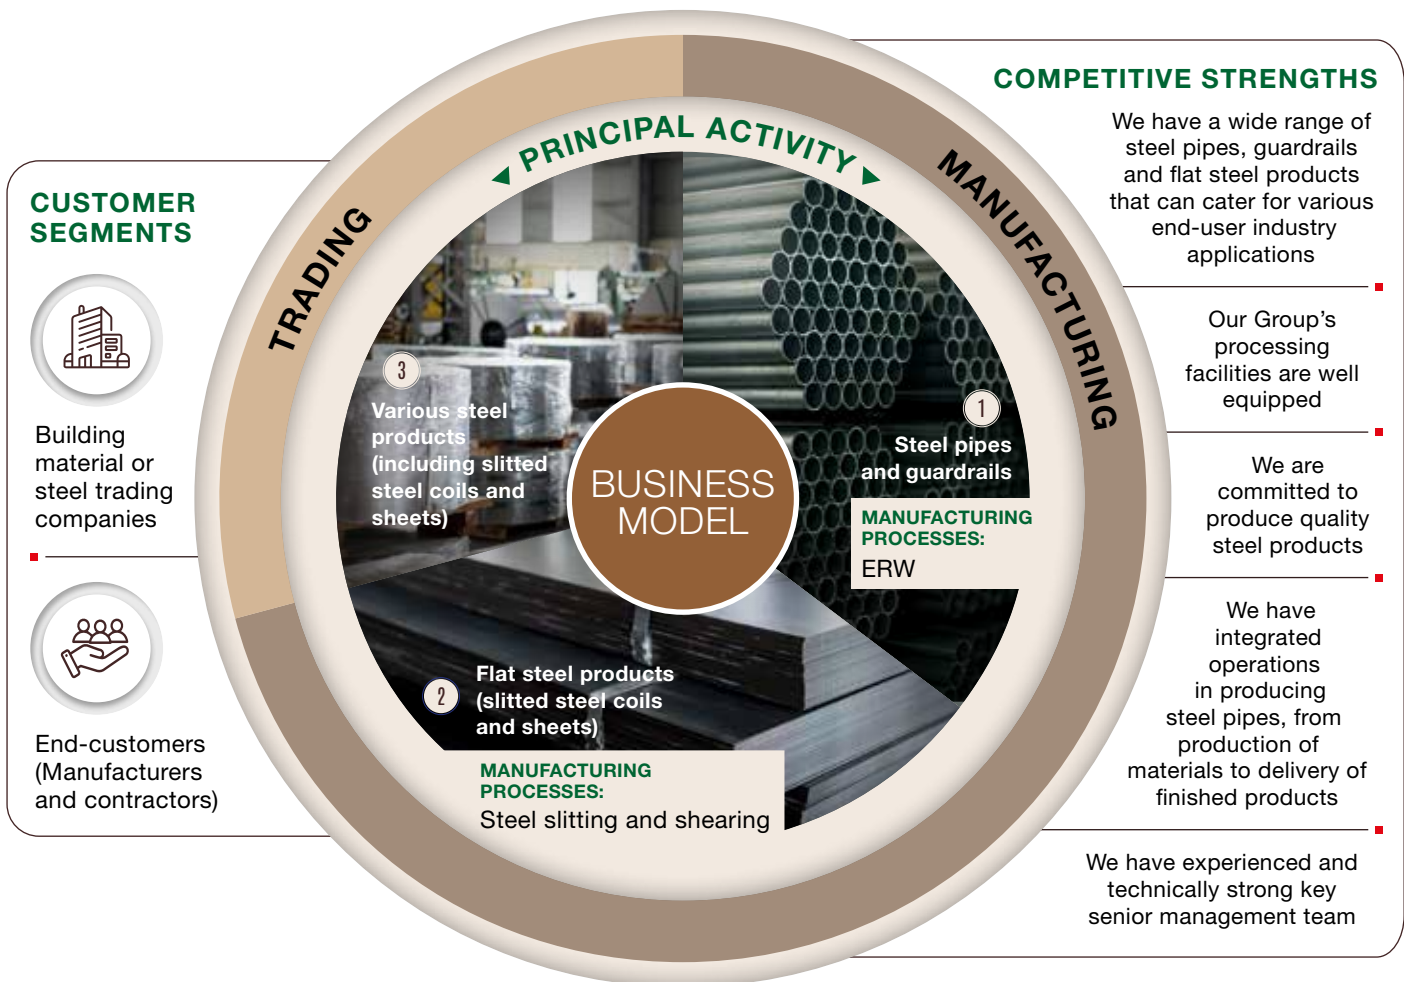 CUSTOMER
SEGMENTS
Building
material or
steel trading
companies
End-customers
(Manufacturers
and contractors)
PRINCIPAL ACTIVITY
TRADING
MANUFACTURING
BUSINESS
MODEL
1
Steel pipes
and guardrails
MANUFACTURING
PROCESSES:
ERW
2
Flat steel products
(slitted steel coils
and sheets)
MANUFACTURING
PROCESSES:
Steel slitting and shearing
3
Various steel
products
(including slitted
steel coils and
sheets)
COMPETITIVE STRENGTHS
We have a wide range of
steel pipes, guardrails
and flat steel products
that can cater for various
end-user industry
applications
Our Group's
processing
facilities are well
equipped
We are
committed to
produce quality
steel products
We have
integrated
operations
in producing
steel pipes, from
production of
materials to delivery of
finished products
We have experienced and
technically strong key
senior management team